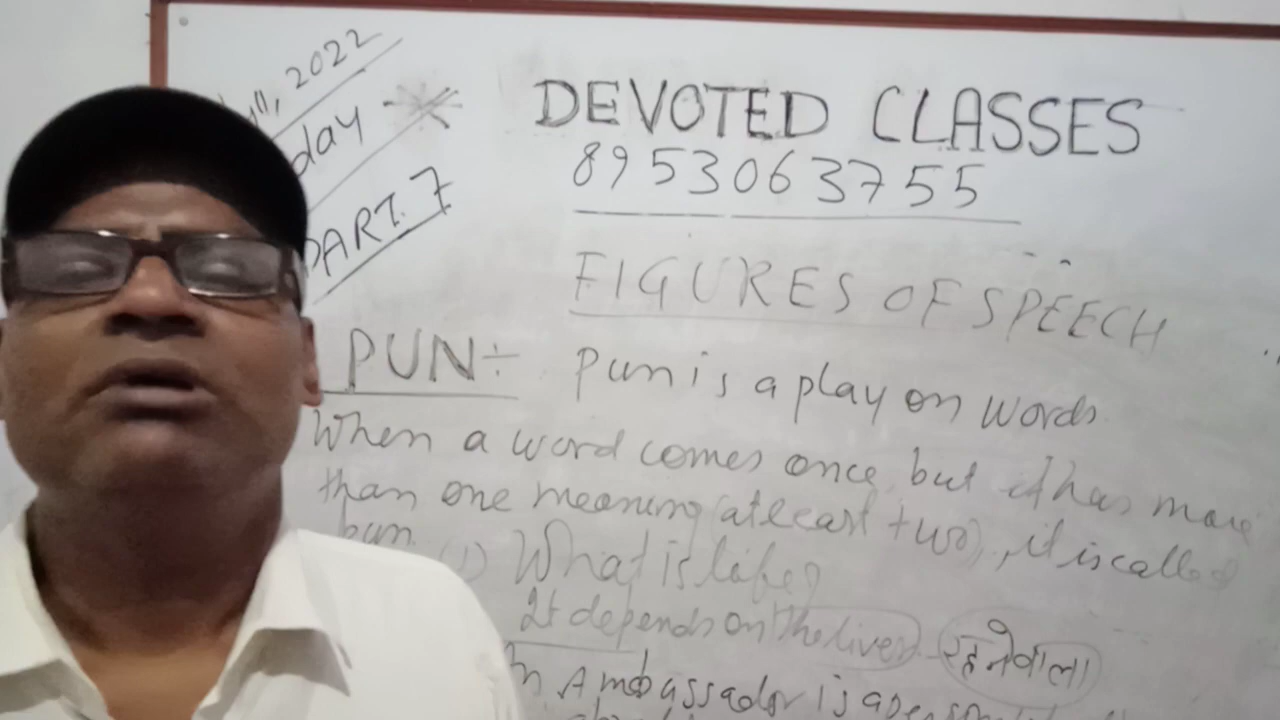 2022
day
PART. 7
DEVOTED CLASSES
8953063755
FIGURES OF SPEECH
PUN÷ Pun is a play on words.
When a word comes once but it has more
than one meaning (atleast two), it is called
pun. (1) What is life?
It depends on the liver रहनेवाला
An Ambassador is a